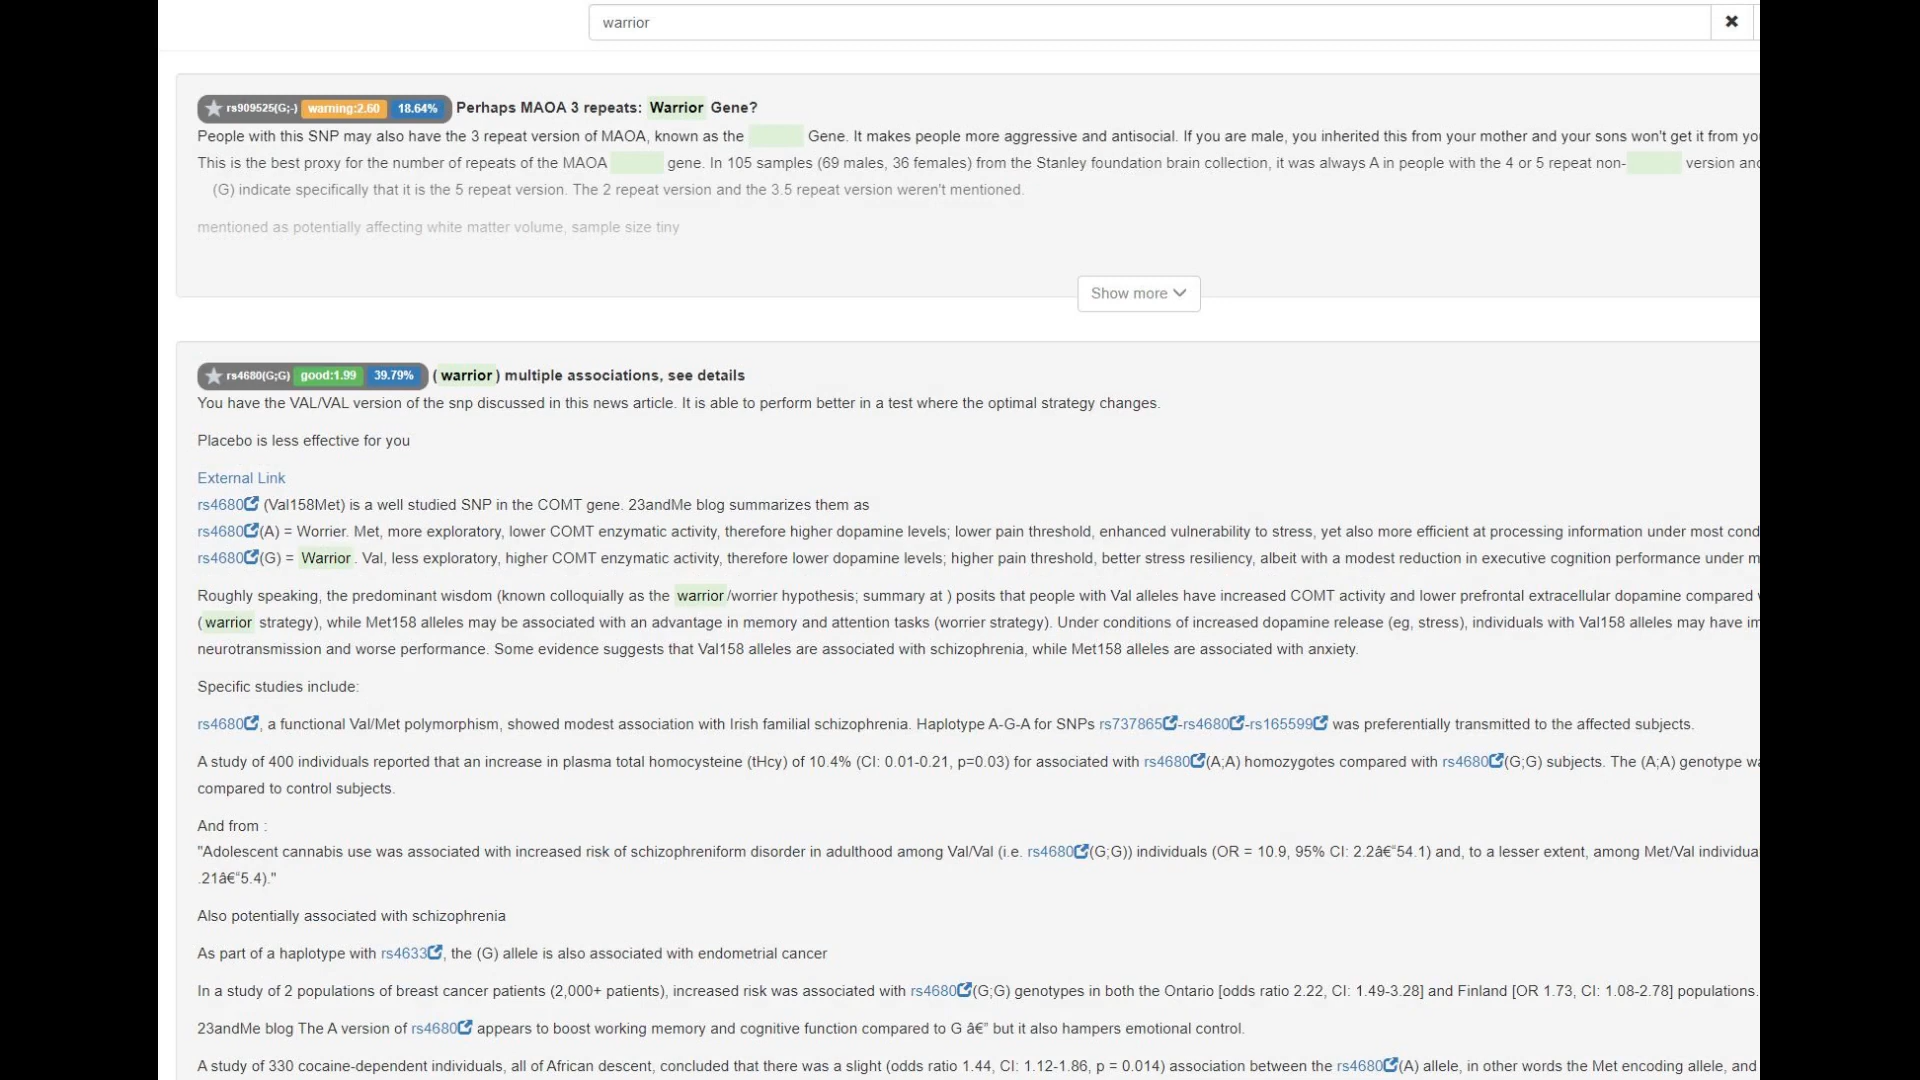 warrior
rs909525(G;-) warning:2.60 18.64% Perhaps MAOA 3 repeats: Warrior Gene?
People with this SNP may also have the 3 repeat version of MAOA, known as the Gene. It makes people more aggressive and antisocial. If you are male, you inherited this from your mother and your sons won't get it from
This is the best proxy for the number of repeats of the MAOA gene. In 105 samples (69 males, 36 females) from the Stanley foundation brain collection, it was always A in people with the 4 or 5 repeat non- version
(G) indicate specifically that it is the 5 repeat version. The 2 repeat version and the 3.5 repeat version weren't mentioned.
mentioned as potentially affecting white matter volume, sample size tiny
Show more
rs4680(G;G) good:1.99 39.79% (warrior) multiple associations, see details
You have the VAL/VAL version of the snp discussed in this news article. It is able to perform better in a test where the optimal strategy changes.
Placebo is less effective for you
External Link
rs4680 (Val158Met) is a well studied SNP in the COMT gene. 23andMe blog summarizes them as
rs4680(A) = Worrier. Met, more exploratory, lower COMT enzymatic activity, therefore higher dopamine levels; lower pain threshold, enhanced vulnerability to stress, yet also more efficient at processing information under most
rs4680(G) = Warrior. Val, less exploratory, higher COMT enzymatic activity, therefore lower dopamine levels; higher pain threshold, better stress resiliency, albeit with a modest reduction in executive cognition performance under
Roughly speaking, the predominant wisdom (known colloquially as the warrior/worrier hypothesis; summary at ) posits that people with Val alleles have increased COMT activity and lower prefrontal extracellular dopamine compared
(warrior strategy), while Met158 alleles may be associated with an advantage in memory and attention tasks (worrier strategy). Under conditions of increased dopamine release (eg, stress), individuals with Val158 alleles may have
neurotransmission and worse performance. Some evidence suggests that Val158 alleles are associated with schizophrenia, while Met158 alleles are associated with anxiety.
Specific studies include:
rs4680, a functional Val/Met polymorphism, showed modest association with Irish familial schizophrenia. Haplotype A-G-A for SNPs rs737865-rs4680-rs165599 was preferentially transmitted to the affected subjects.
A study of 400 individuals reported that an increase in plasma total homocysteine (tHcy) of 10.4% (CI: 0.01-0.21, p=0.03) for associated with rs4680(A;A) homozygotes compared with rs4680(G;G) subjects. The (A;A) genotype
compared to control subjects.
And from :
"Adolescent cannabis use was associated with increased risk of schizophreniform disorder in adulthood among Val/Val (i.e. rs4680(G;G)) individuals (OR = 10.9, 95% CI: 2.2â€“54.1) and, to a lesser extent, among Met/Val
.21â€“5.4)."
Also potentially associated with schizophrenia
As part of a haplotype with rs4633, the (G) allele is also associated with endometrial cancer
In a study of 2 populations of breast cancer patients (2,000+ patients), increased risk was associated with rs4680(G;G) genotypes in both the Ontario [odds ratio 2.22, CI: 1.49-3.28] and Finland [OR 1.73, CI: 1.08-2.78] populations.
23andMe blog The A version of rs4680 appears to boost working memory and cognitive function compared to G â€” but it also hampers emotional control.
A study of 330 cocaine-dependent individuals, all of African descent, concluded that there was a slight (odds ratio 1.44, CI: 1.12-1.86, p = 0.014) association between the rs4680(A) allele, in other words the Met encoding allele, and